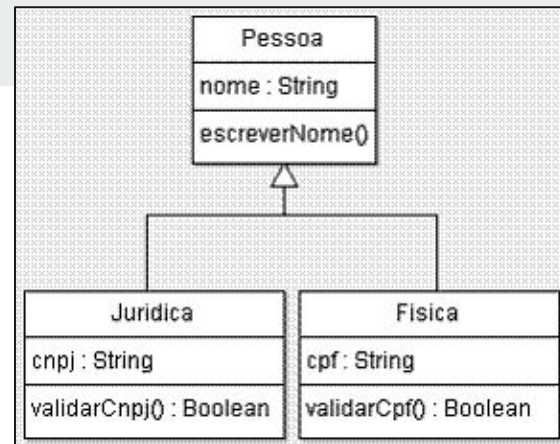 Pessoa
nome : String
escreverNome()
Juridica
cnpj : String
validarCnpj() : Boolean
Fisica
cpf : String
validarCpf() : Boolean